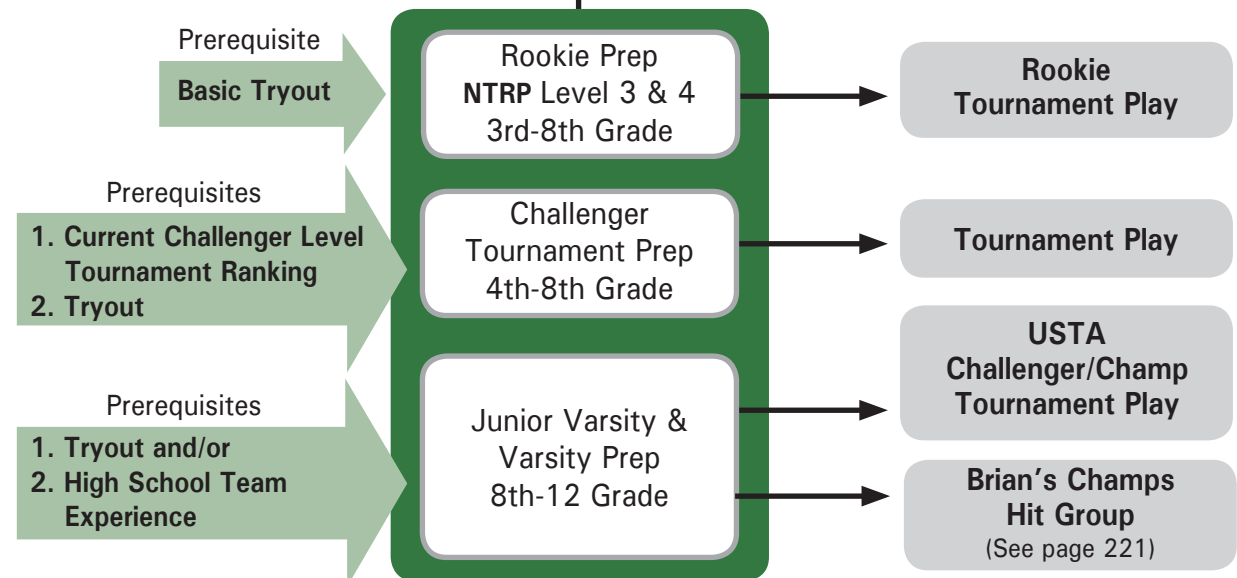 Prerequisite
Basic Tryout
Rookie Prep
NTRP Level 3 & 4
3rd-8th Grade
Rookie
Tournament Play
Prerequisites
1. Current Challenger Level
Tournament Ranking
2. Tryout
Challenger
Tournament Prep
4th-8th Grade
Tournament Play
Prerequisites
1. Tryout and/or
2. High School Team
Experience
Junior Varsity &
Varsity Prep
8th-12 Grade
USTA
Challenger/Champ
Tournament Play
Brian’s Champs
Hit Group
(See page 221)